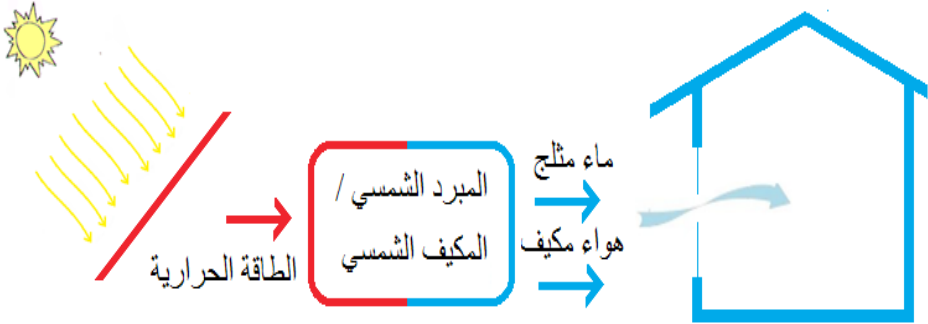 ماء مثلج
المبرد الشمسي /
المكيف الشمسي
هواء مكيف
الطاقة الحرارية